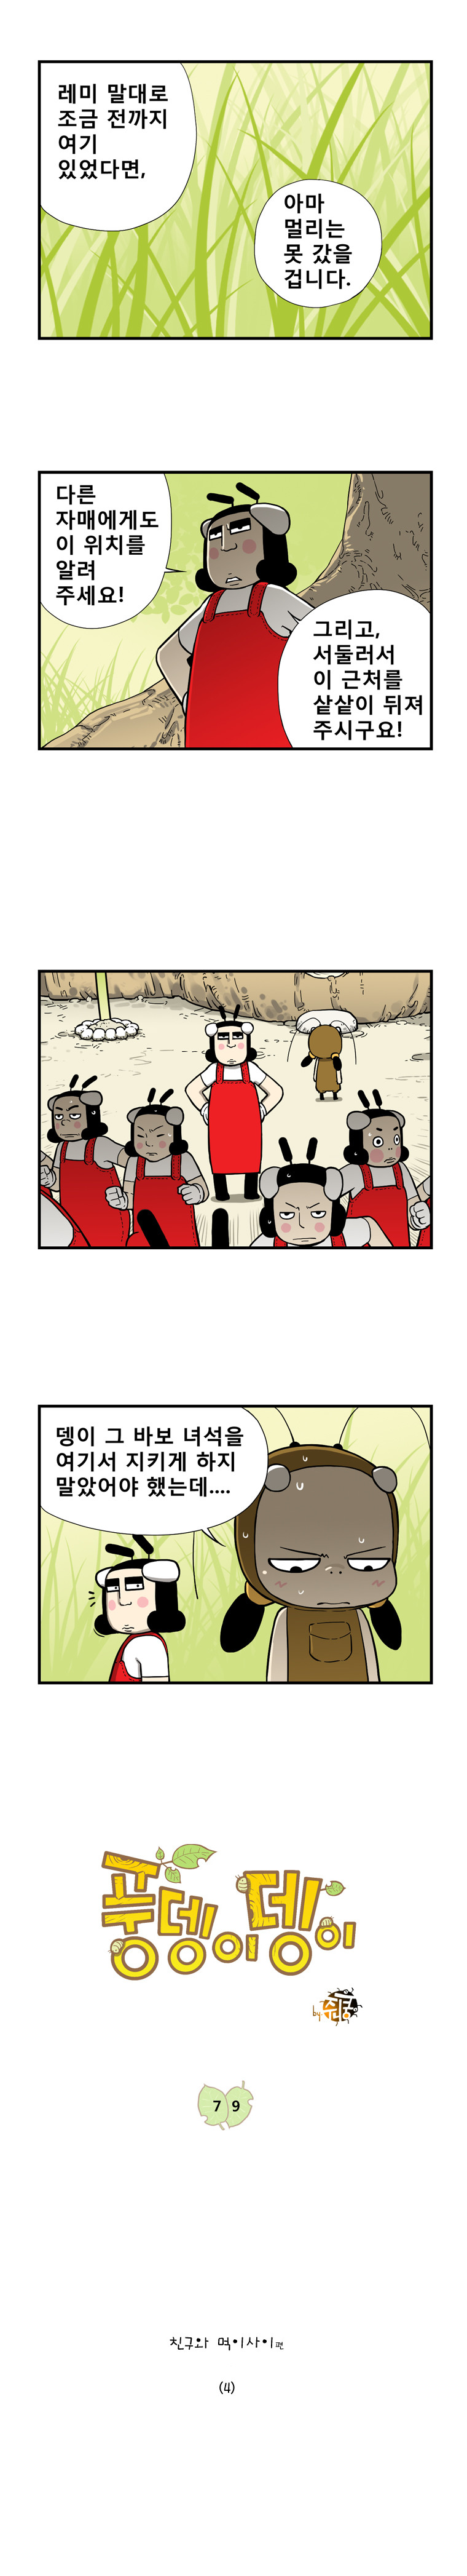 레미 말대로
조금 전까지
여기
있었다면,
아마
멀리는
못 갔을
겁니다.
다른
자매에게도
이 위치를
알려
주세요!
그리고,
서둘러서
이 근처를
샅샅이 뒤져
주시구요!
뎅이 그 바보 녀석을
여기서 지키게 하지
말았어야 했는데....
풍뎅이뎅이
by
79
친구와 먹이사이편
(4)